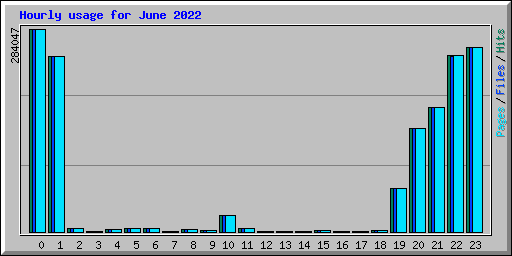 Hourly usage for June 2022
284047
Pages/Files/Hits
0 1 2 3 4 5 6 7 8 9 10 11 12 13 14 15 16 17 18 19 20 21 22 23